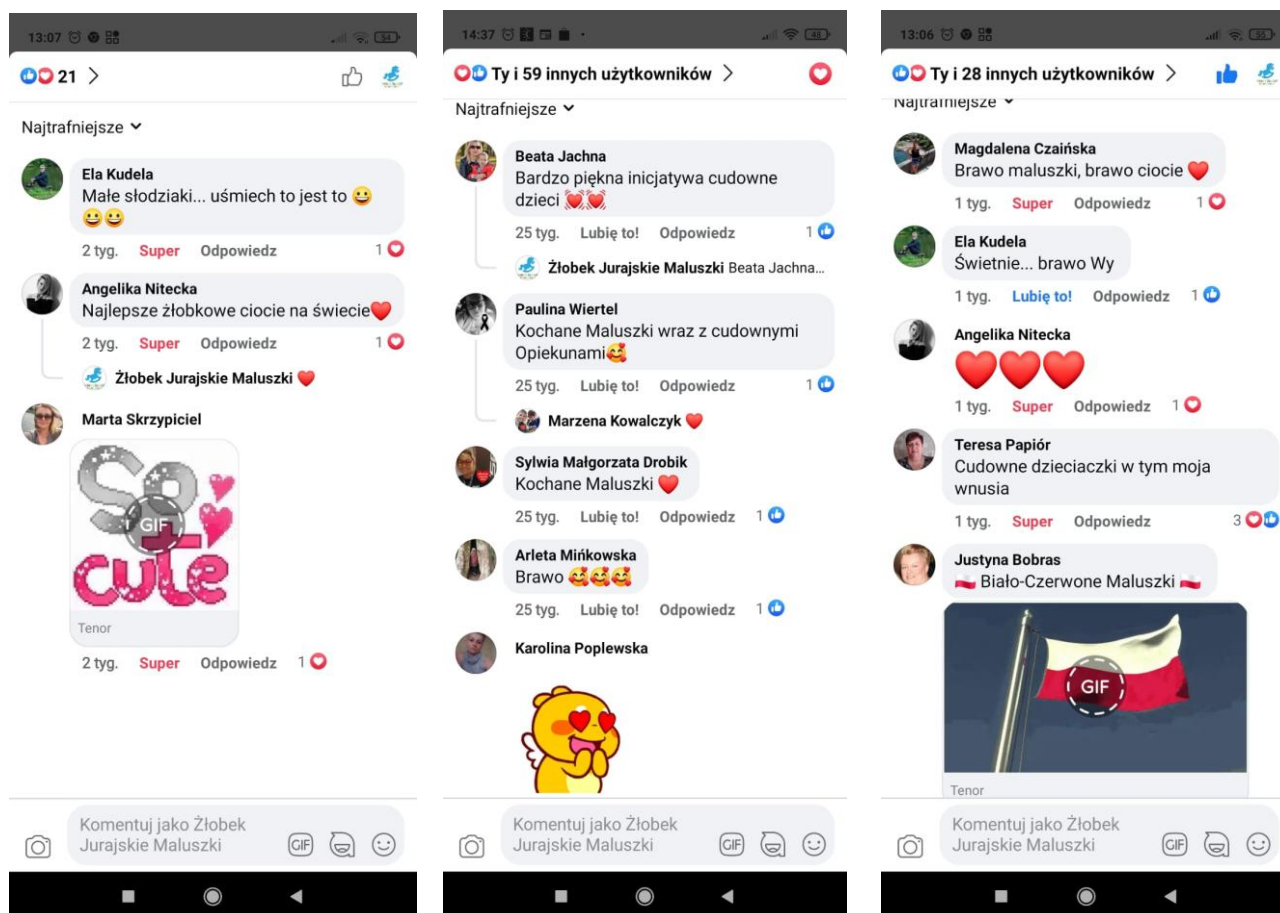 13:07
54
21 >
Najtrafniejsze
Ela Kudela
Małe słodziaki... uśmiech to jest to 😀
😀😀
2 tyg. Super Odpowiedz 1
Angelika Nitecka
Najlepsze żłobkowe ciocie na świecie❤️
2 tyg. Super Odpowiedz 1
Żłobek Jurajskie Maluszki ❤️
Marta Skrzypiciel
So
cute
GIF
Tenor
2 tyg. Super Odpowiedz 1
Komentuj jako Żłobek
Jurajskie Maluszki
GIF
14:37
48
Ty i 59 innych użytkowników >
Najtrafniejsze
Beata Jachna
Bardzo piękna inicjatywa cudowne
dzieci 💓💓
25 tyg. Lubię to! Odpowiedz 1
Żłobek Jurajskie Maluszki Beata Jachna...
Paulina Wiertel
Kochane Maluszki wraz z cudownymi
Opiekunami🥰
25 tyg. Lubię to! Odpowiedz 1
Marzena Kowalczyk ❤️
Sylwia Małgorzata Drobik
Kochane Maluszki ❤️
25 tyg. Lubię to! Odpowiedz 1
Arleta Mińkowska
Brawo 🥰🥰🥰
25 tyg. Lubię to! Odpowiedz 1
Karolina Poplewska
Komentuj jako Żłobek
Jurajskie Maluszki
GIF
13:06
55
Ty i 28 innych użytkowników >
Najtrafniejsze
Magdalena Czaińska
Brawo maluszki, brawo ciocie ❤️
1 tyg. Super Odpowiedz 1
Ela Kudela
Świetnie... brawo Wy
1 tyg. Lubię to! Odpowiedz 1
Angelika Nitecka
❤️❤️❤️
1 tyg. Super Odpowiedz 1
Teresa Papiór
Cudowne dzieciaczki w tym moja
wnusia
1 tyg. Super Odpowiedz 3
Justyna Bobras
🇵🇱 Biało-Czerwone Maluszki 🇵🇱
GIF
Tenor
Komentuj jako Żłobek
Jurajskie Maluszki
GIF